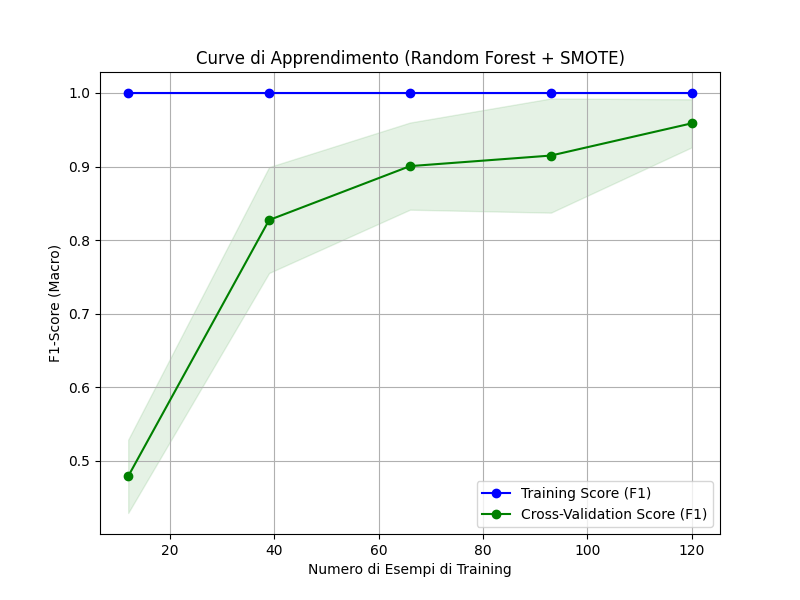 Curve di Apprendimento (Random Forest + SMOTE)
F1-Score (Macro)
1.0
0.9
0.8
0.7
0.6
0.5
20 40 60 80 100 120
Numero di Esempi di Training
Training Score (F1)
Cross-Validation Score (F1)